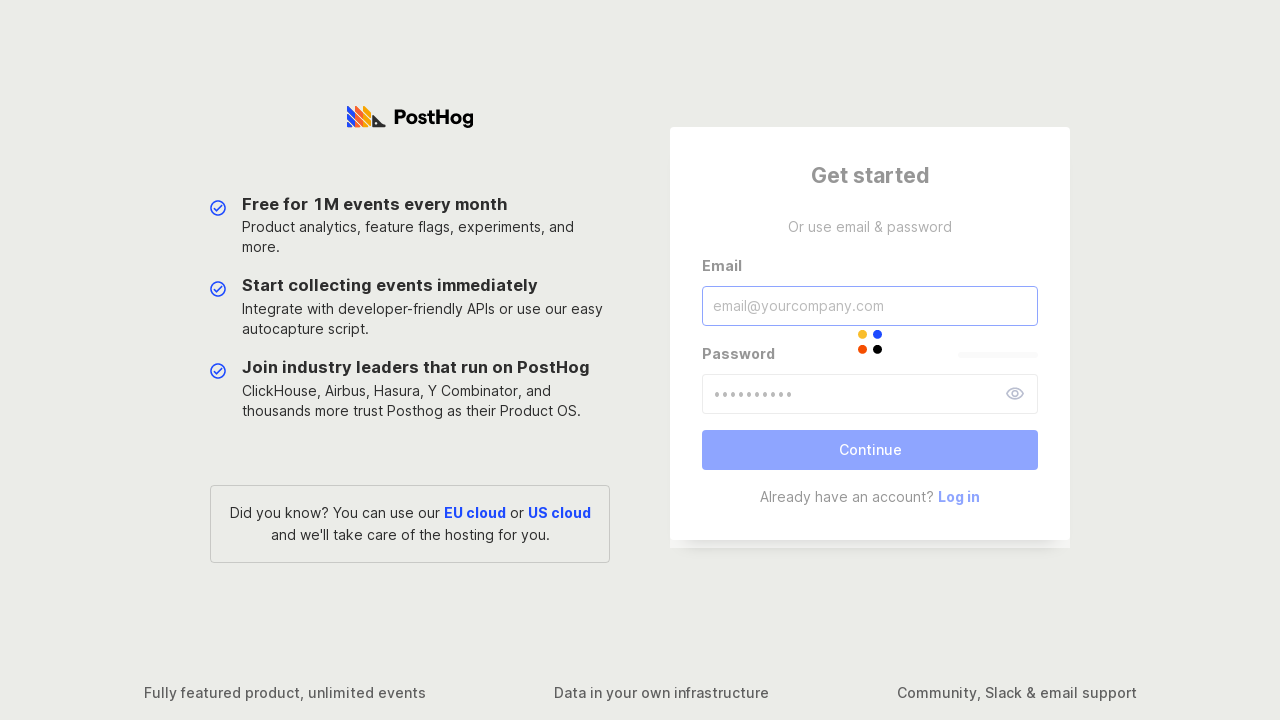 PostHog
Free for 1M events every month
Product analytics, feature flags, experiments, and
more.
Start collecting events immediately
Integrate with developer-friendly APIs or use our easy
autocapture script.
Join industry leaders that run on PostHog
ClickHouse, Airbus, Hasura, Y Combinator, and
thousands more trust Posthog as their Product OS.
Did you know? You can use our EU cloud or US cloud
and we'll take care of the hosting for you.
Get started
Or use email & password
Email
email@yourcompany.com
Password
••••••••••
Continue
Already have an account? Log in
Fully featured product, unlimited events
Data in your own infrastructure
Community, Slack & email support